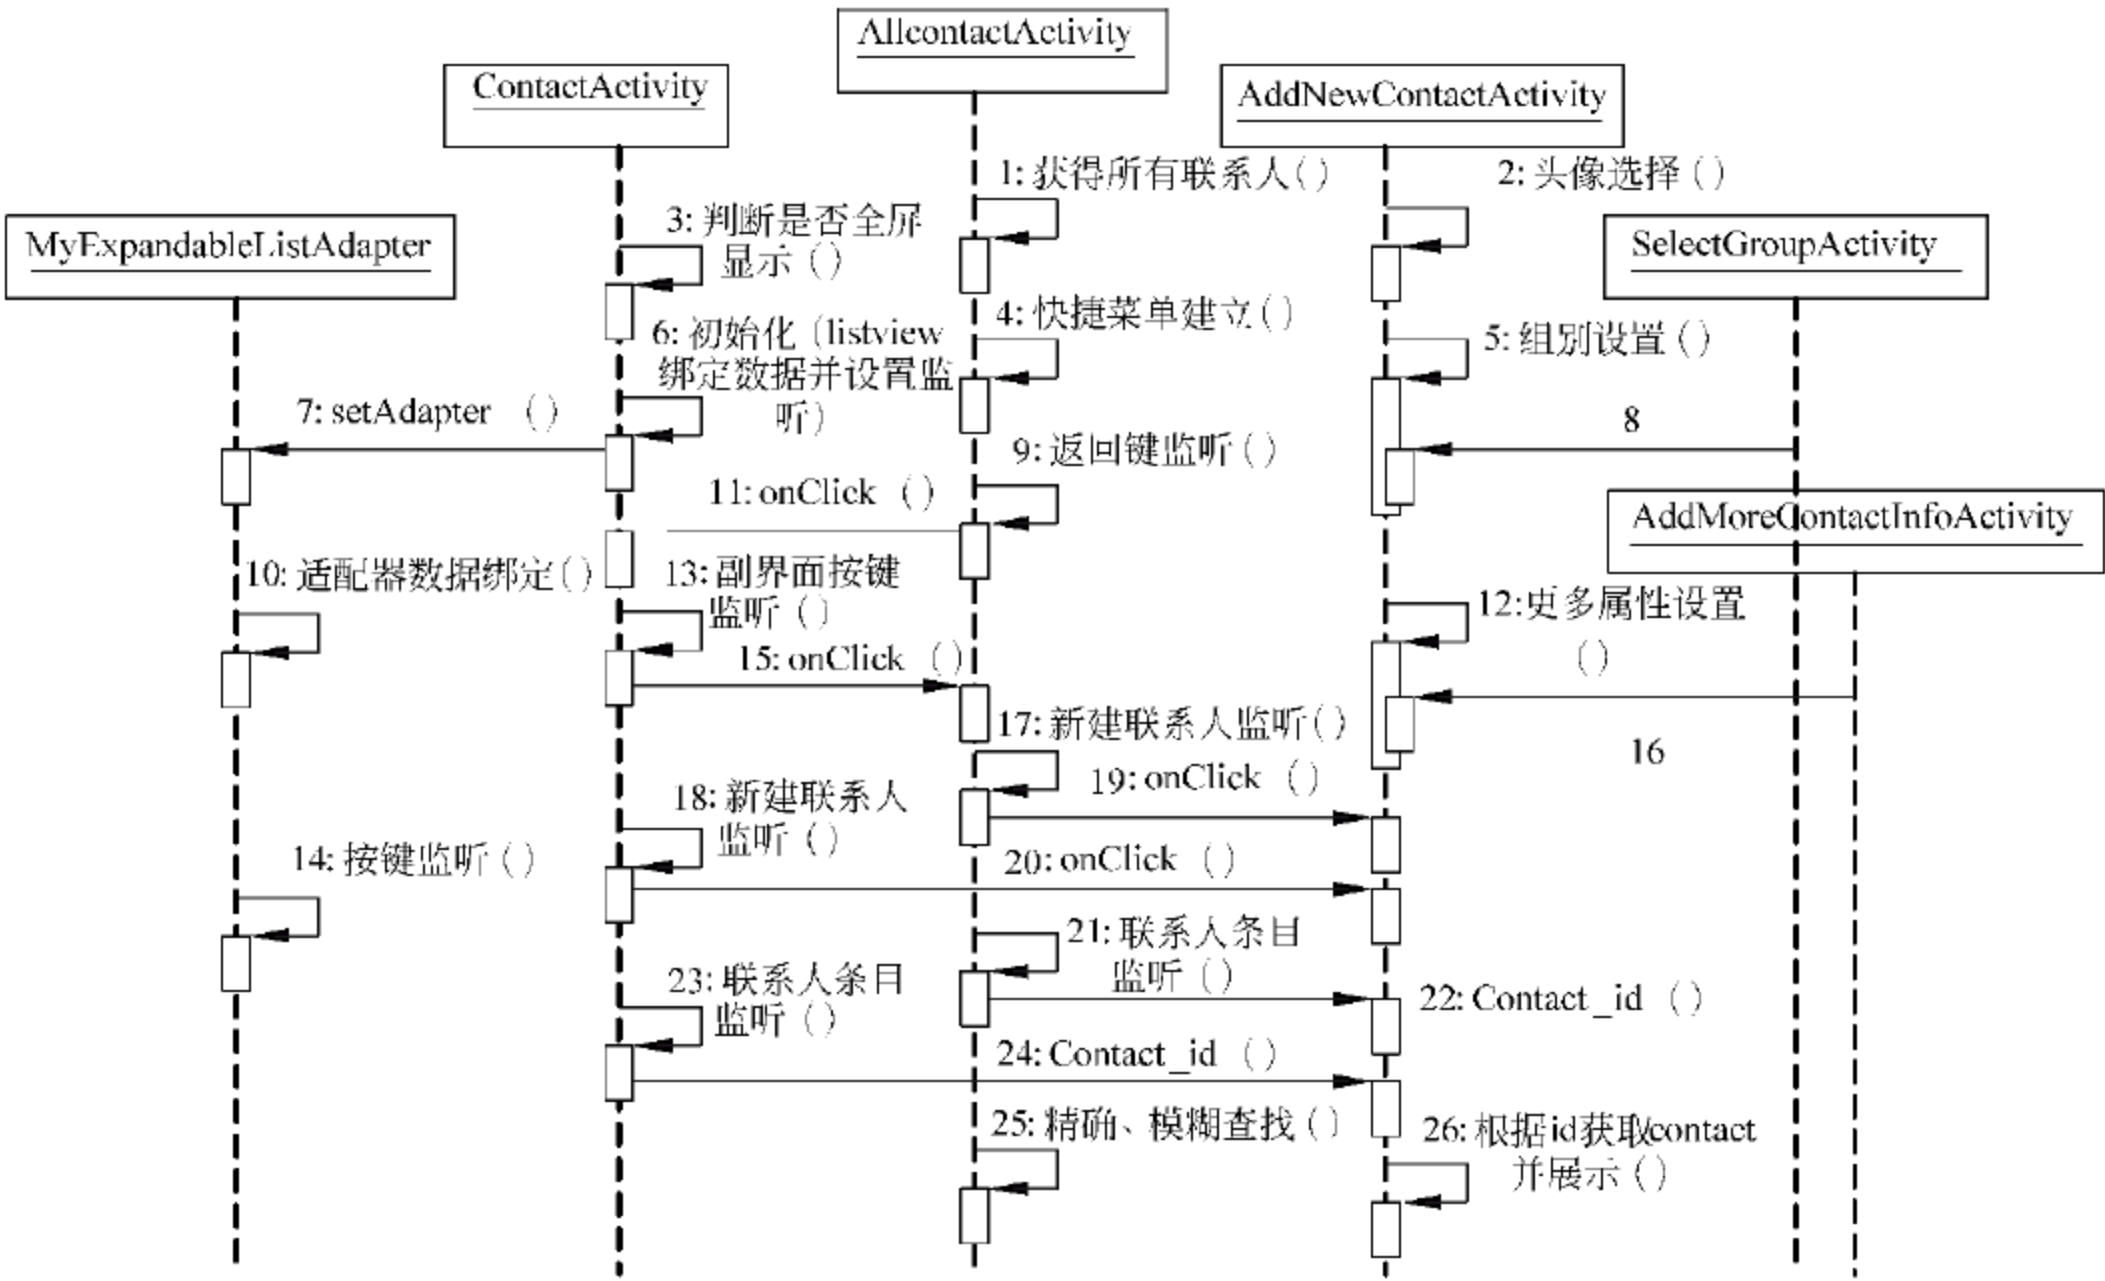 AllcontactActivity
ContactActivity
AddNewContactActivity
1: 获得所有联系人()
2: 头像选择 ()
3: 判断是否全屏
显示 ()
MyExpandableListAdapter
SelectGroupActivity
4: 快捷菜单建立()
6: 初始化 (listview
绑定数据并设置监
听)
5: 组别设置 ()
7: setAdapter ()
8
9: 返回键监听 ()
11: onClick ()
AddMoreContactInfoActivity
10: 适配器数据绑定()
13: 副界面按键
监听 ()
12:更多属性设置
()
15: onClick ()
17: 新建联系人监听()
16
19: onClick ()
18: 新建联系人
监听 ()
14: 按键监听 ()
20: onClick ()
21: 联系人条目
监听 ()
23: 联系人条目
监听 ()
22: Contact_id ()
24: Contact_id ()
25: 精确、模糊查找 ()
26: 根据id获取contact
并展示 ()